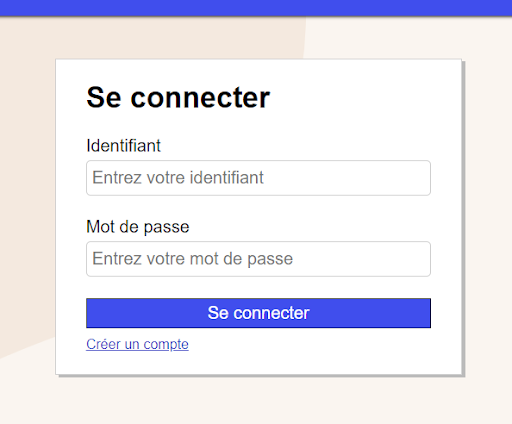 Se connecter
Identifiant
Entrez votre identifiant
Mot de passe
Entrez votre mot de passe
Se connecter
Créer un compte